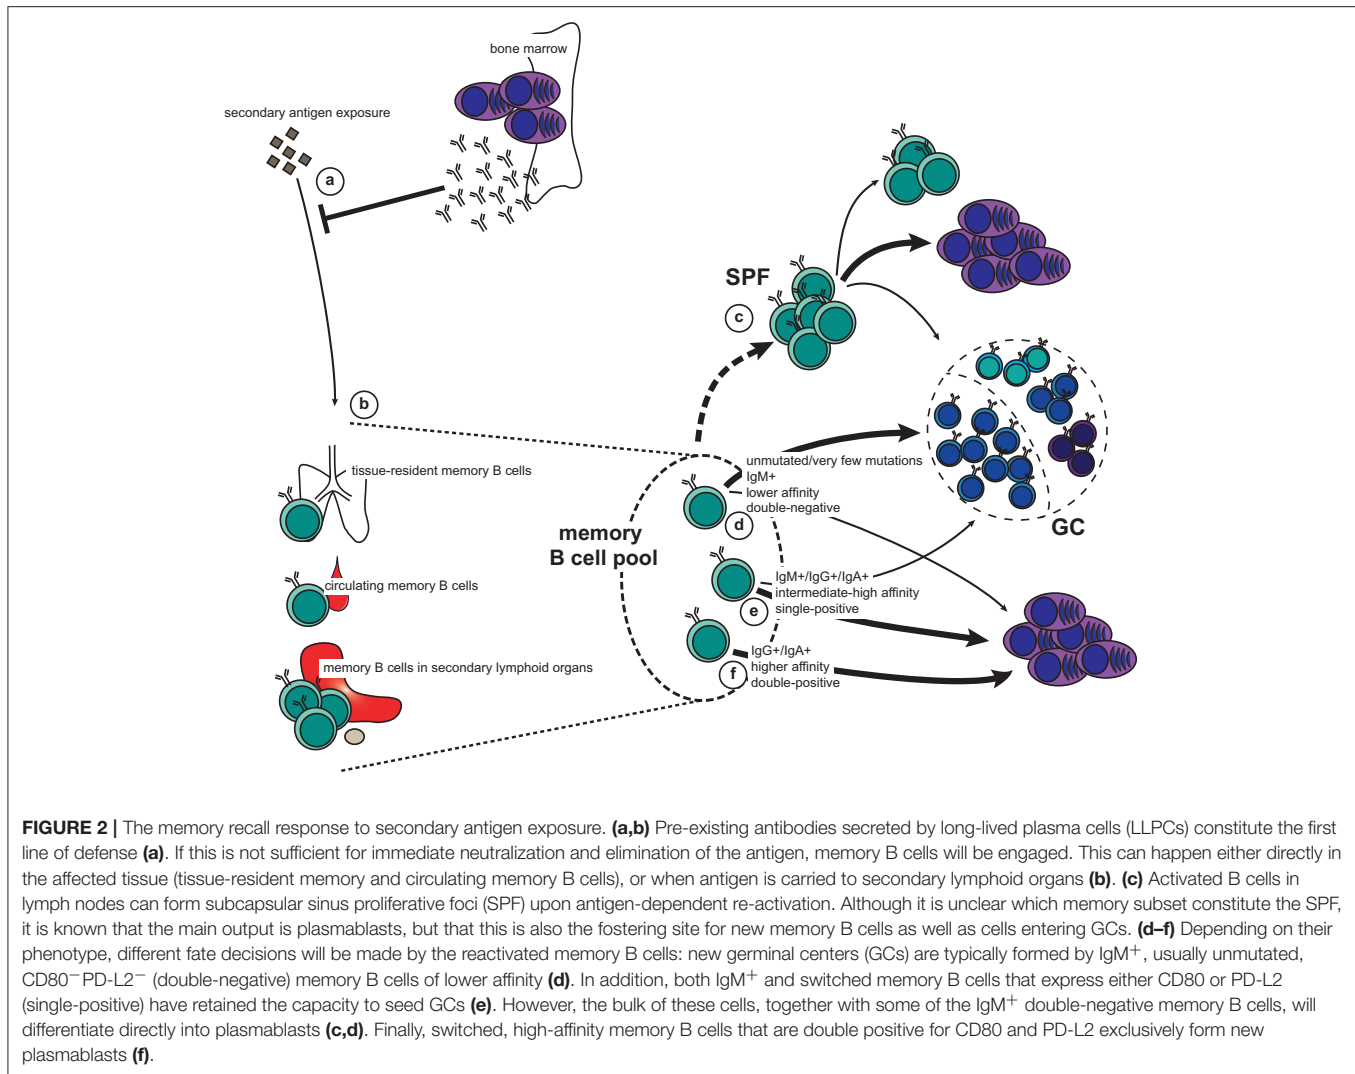 bone marrow
secondary antigen exposure
a
SPF
c
b
tissue-resident memory B cells
unmutated/very few mutations
IgM+
lower affinity
double-negative
d
GC
memory
B cell pool
circulating memory B cells
IgM+/IgG+/IgA+
intermediate-high affinity
single-positive
e
memory B cells in secondary lymphoid organs
IgG+/IgA+
higher affinity
double-positive
f
FIGURE 2 | The memory recall response to secondary antigen exposure. (a,b) Pre-existing antibodies secreted by long-lived plasma cells (LLPCs) constitute the first
line of defense (a). If this is not sufficient for immediate neutralization and elimination of the antigen, memory B cells will be engaged. This can happen either directly in
the affected tissue (tissue-resident memory and circulating memory B cells), or when antigen is carried to secondary lymphoid organs (b). (c) Activated B cells in
lymph nodes can form subcapsular sinus proliferative foci (SPF) upon antigen-dependent re-activation. Although it is unclear which memory subset constitute the SPF,
it is known that the main output is plasmablasts, but that this is also the fostering site for new memory B cells as well as cells entering GCs. (d–f) Depending on their
phenotype, different fate decisions will be made by the reactivated memory B cells: new germinal centers (GCs) are typically formed by IgM⁺, usually unmutated,
CD80⁻PD-L2⁻ (double-negative) memory B cells of lower affinity (d). In addition, both IgM⁺ and switched memory B cells that express either CD80 or PD-L2
(single-positive) have retained the capacity to seed GCs (e). However, the bulk of these cells, together with some of the IgM⁺ double-negative memory B cells, will
differentiate directly into plasmablasts (c,d). Finally, switched, high-affinity memory B cells that are double positive for CD80 and PD-L2 exclusively form new
plasmablasts (f).